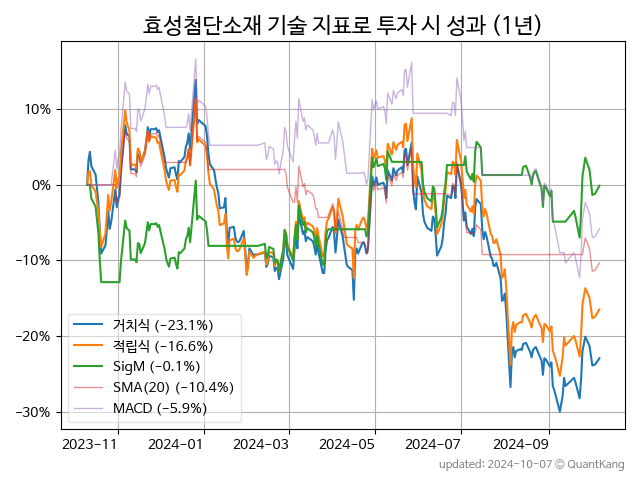 효성첨단소재 기술 지표로 투자 시 성과 (1년)
10%
0%
−10%
−20%
−30%
거치식 (−23.1%)
적립식 (−16.6%)
SigM (−0.1%)
SMA(20) (−10.4%)
MACD (−5.9%)
2023−11 2024−01 2024−03 2024−05 2024−07 2024−09
updated: 2024-10-07 © QuantKang